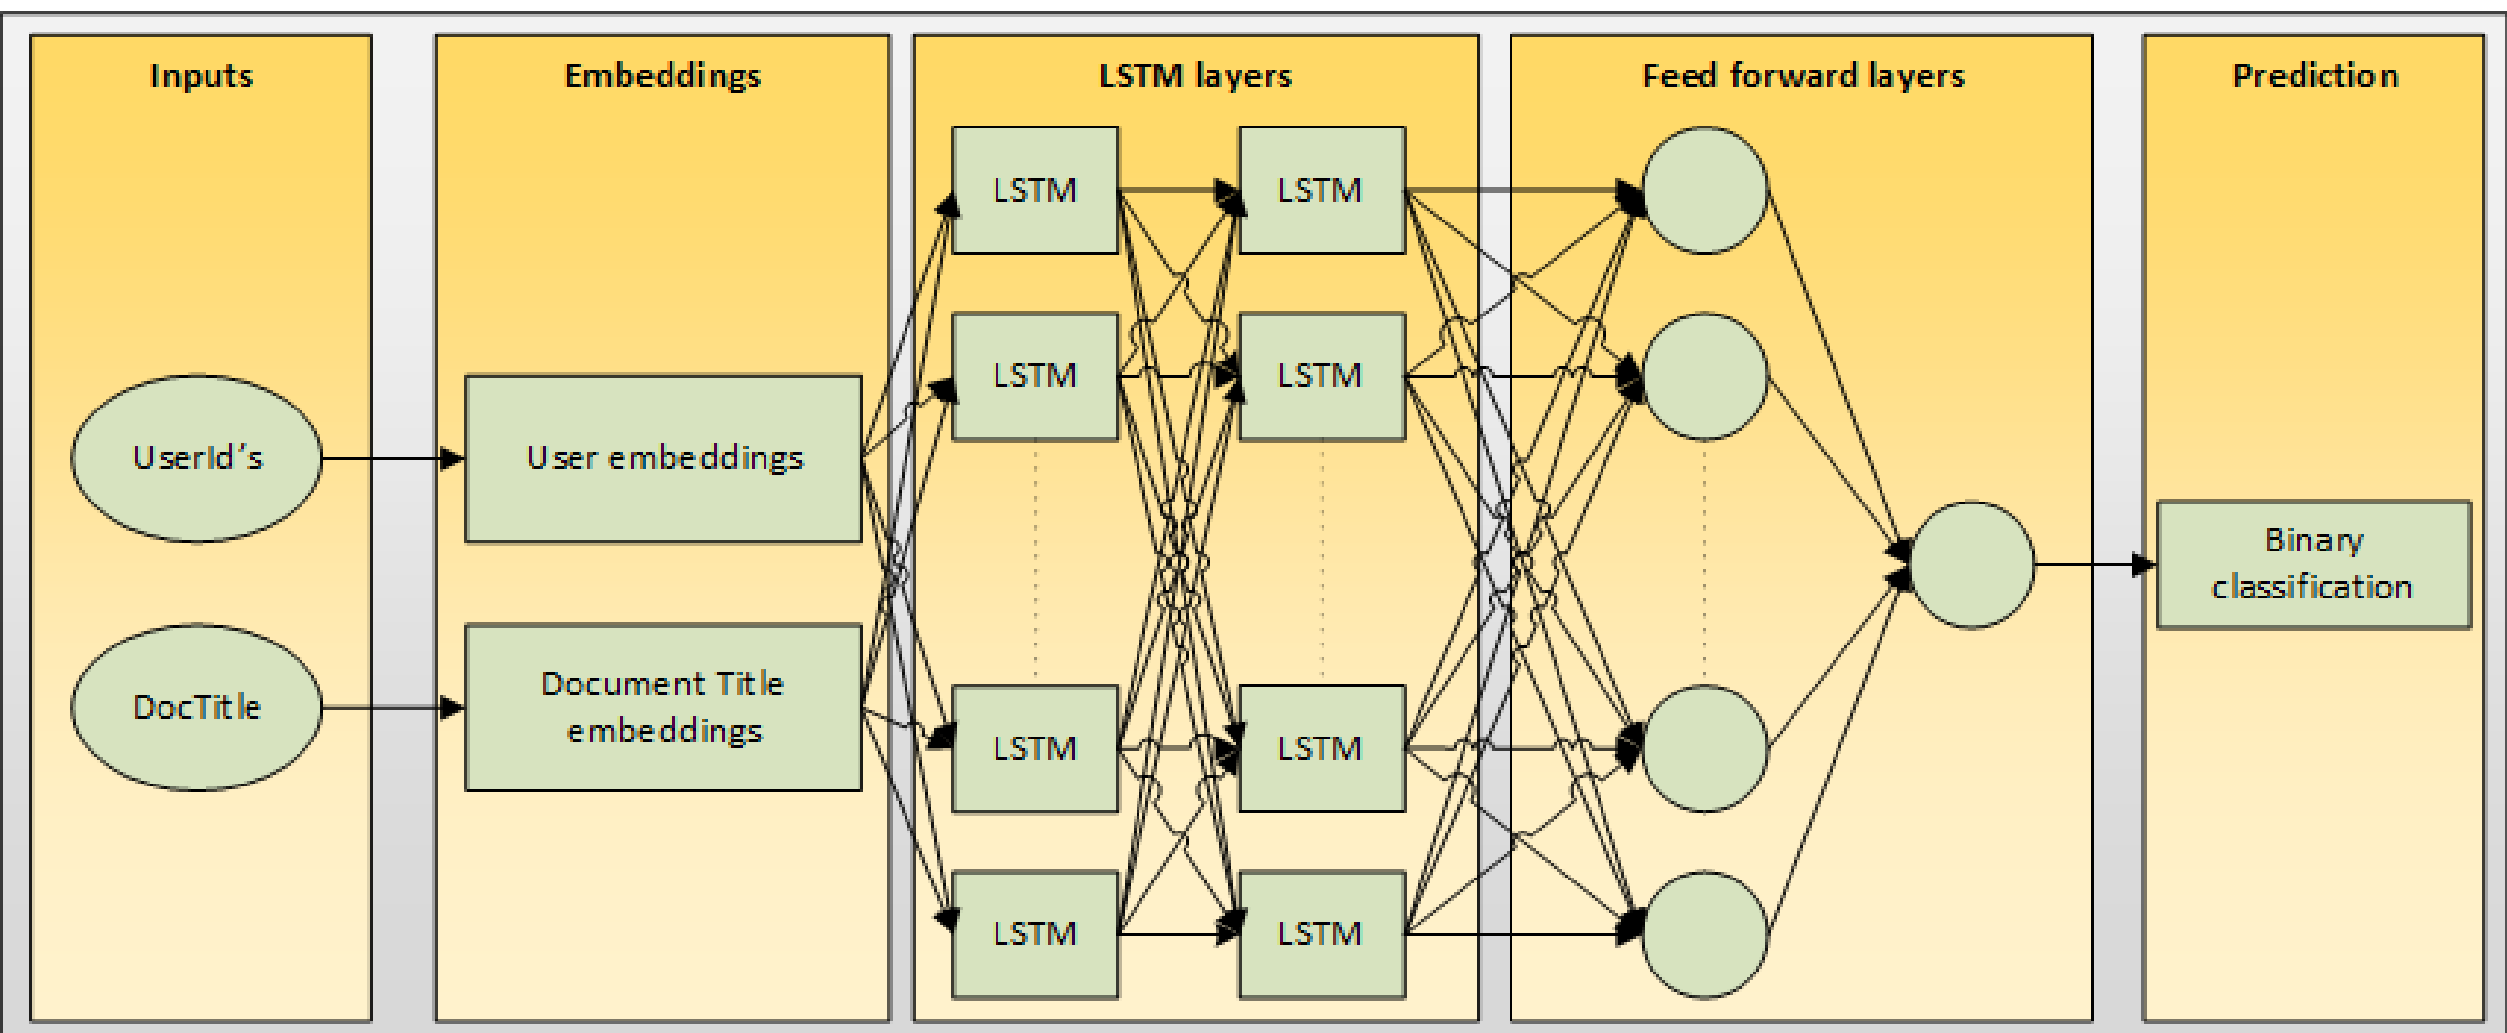 Inputs
Embeddings
LSTM layers
Feed forward layers
Prediction
UserId's
DocTitle
User embeddings
Document Title
embeddings
LSTM
LSTM
LSTM
LSTM
LSTM
LSTM
LSTM
LSTM
Binary
classification